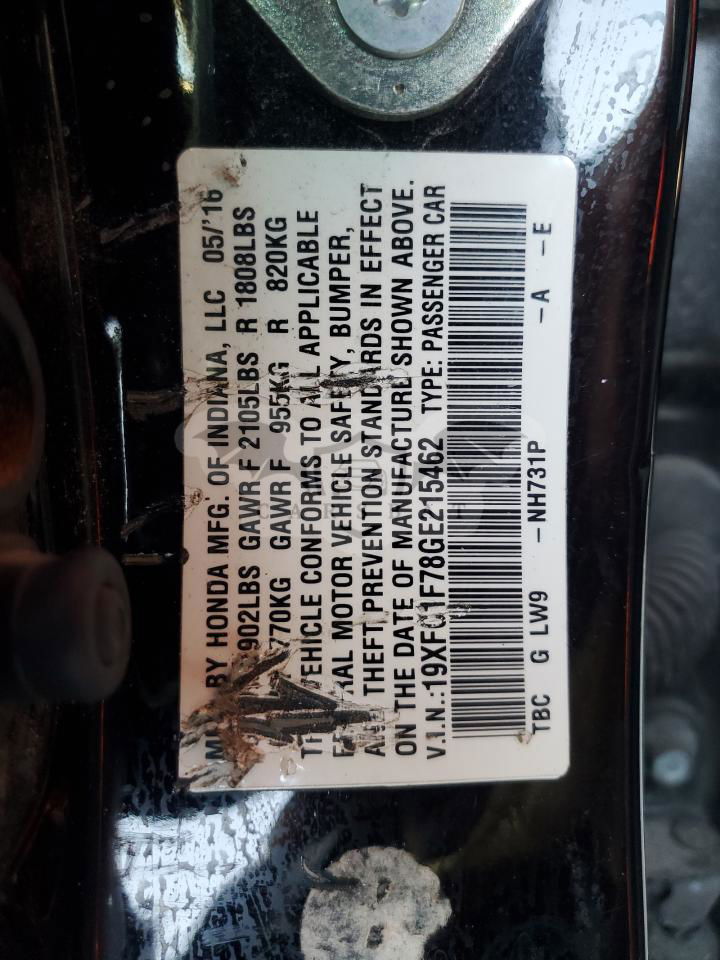 BY HONDA MFG. OF INDIANA, LLC 05/'16
902LBS GAWR F 2105LBS R 1808LBS
770KG GAWR F 955KG R 820KG
VEHICLE CONFORMS TO ALL APPLICABLE
MOTOR VEHICLE SAFETY, BUMPER,
THEFT PREVENTION STANDARDS IN EFFECT
ON THE DATE OF MANUFACTURE SHOWN ABOVE.
V.I.N.:19XFC1F78GE215462 TYPE: PASSENGER CAR
TBC G LW9 -NH731P -A -E